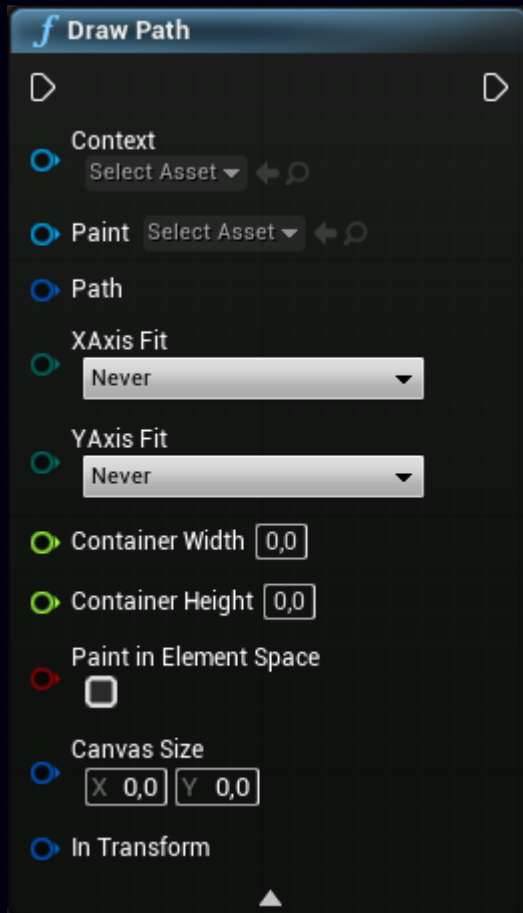 f Draw Path
Context
Select Asset
Paint Select Asset
Path
XAxis Fit
Never
YAxis Fit
Never
Container Width 0,0
Container Height 0,0
Paint in Element Space
Canvas Size
X 0,0 Y 0,0
In Transform